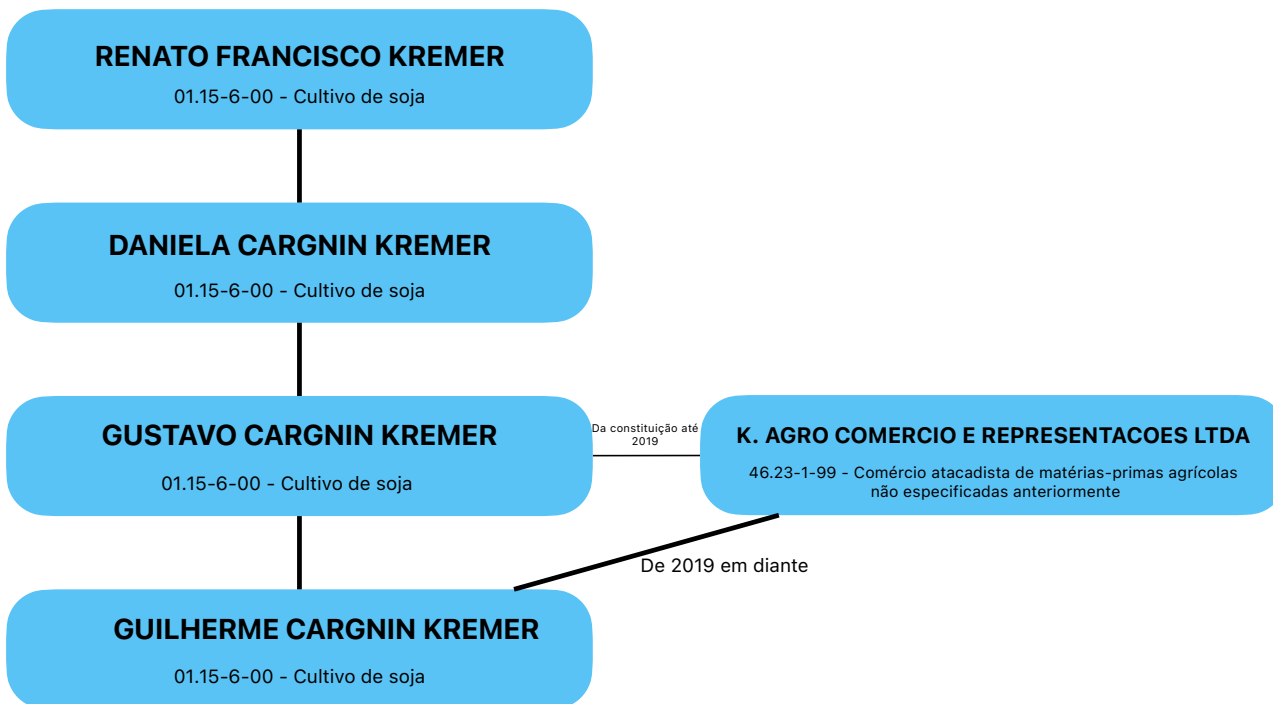 RENATO FRANCISCO KREMER
01.15-6-00 - Cultivo de soja
DANIELA CARGNIN KREMER
01.15-6-00 - Cultivo de soja
GUSTAVO CARGNIN KREMER
01.15-6-00 - Cultivo de soja
Da constituição até
2019
K. AGRO COMERCIO E REPRESENTACOES LTDA
46.23-1-99 - Comércio atacadista de matérias-primas agrícolas
não especificadas anteriormente
De 2019 em diante
GUILHERME CARGNIN KREMER
01.15-6-00 - Cultivo de soja